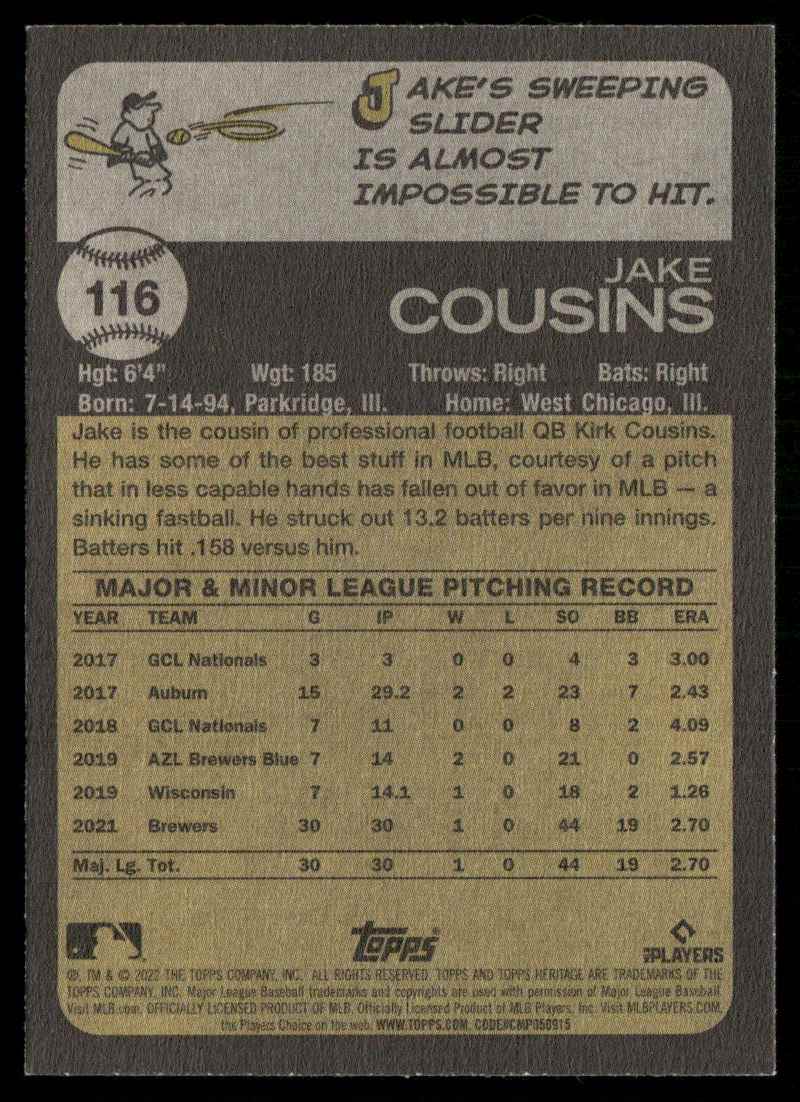 JAKE'S SWEEPING
SLIDER
IS ALMOST
IMPOSSIBLE TO HIT.
116
JAKE
COUSINS
Hgt: 6'4" Wgt: 185 Throws: Right Bats: Right
Born: 7-14-94, Parkridge, Ill. Home: West Chicago, Ill.
Jake is the cousin of professional football QB Kirk Cousins.
He has some of the best stuff in MLB, courtesy of a pitch
that in less capable hands has fallen out of favor in MLB — a
sinking fastball. He struck out 13.2 batters per nine innings.
Batters hit .158 versus him.
MAJOR & MINOR LEAGUE PITCHING RECORD
YEAR TEAM G IP W L SO BB ERA
2017 GCL Nationals 3 3 0 0 4 3 3.00
2017 Auburn 15 29.2 2 2 23 7 2.43
2018 GCL Nationals 7 11 0 0 8 2 4.09
2019 AZL Brewers Blue 7 14 2 0 21 0 2.57
2019 Wisconsin 7 14.1 1 0 18 2 1.26
2021 Brewers 30 30 1 0 44 19 2.70
Maj. Lg. Tot. 30 30 1 0 44 19 2.70
topps®
PLAYERS
®, TM & © 2022 THE TOPPS COMPANY, INC. ALL RIGHTS RESERVED. TOPPS AND TOPPS HERITAGE ARE TRADEMARKS OF THE
TOPPS COMPANY, INC. Major League Baseball trademarks and copyrights are used with permission of Major League Baseball.
Visit MLB.com. OFFICIALLY LICENSED PRODUCT OF MLB Players, Inc. Visit MLBPLAYERS.COM,
the Players Choice on the web. WWW.TOPPS.COM. CODE#CMP050915